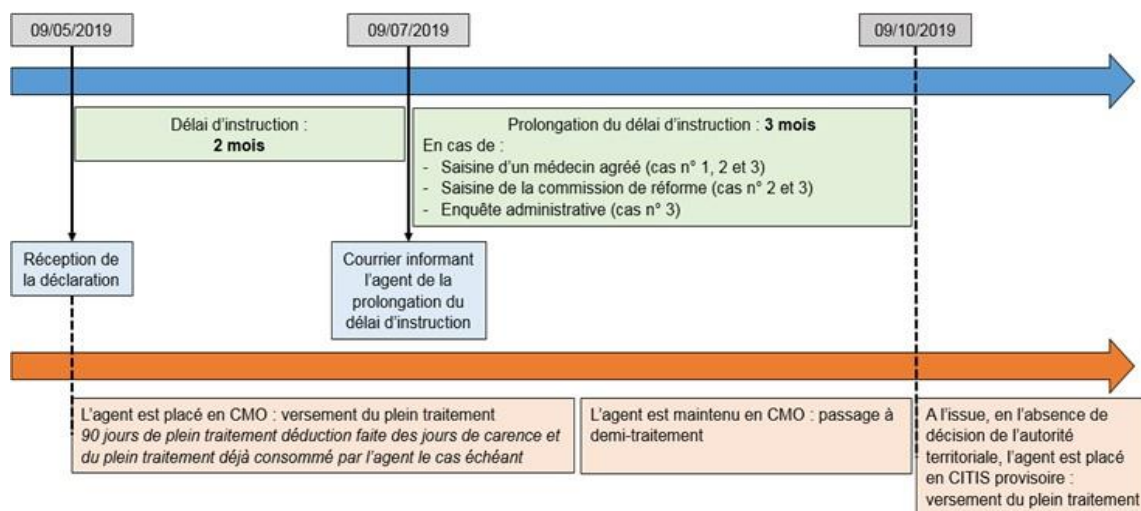 09/05/2019
09/07/2019
09/10/2019
Délai d'instruction :
2 mois
Prolongation du délai d'instruction : 3 mois
En cas de :
- Saisine d'un médecin agréé (cas n° 1, 2 et 3)
- Saisine de la commission de réforme (cas n° 2 et 3)
- Enquête administrative (cas n° 3)
Réception de
la déclaration
Courrier informant
l'agent de la
prolongation du
délai d'instruction
L'agent est placé en CMO : versement du plein traitement
90 jours de plein traitement déduction faite des jours de carence et
du plein traitement déjà consommé par l'agent le cas échéant
L'agent est maintenu en CMO : passage à
demi-traitement
A l'issue, en l'absence de
décision de l'autorité
territoriale, l'agent est placé
en CITIS provisoire :
versement du plein traitement